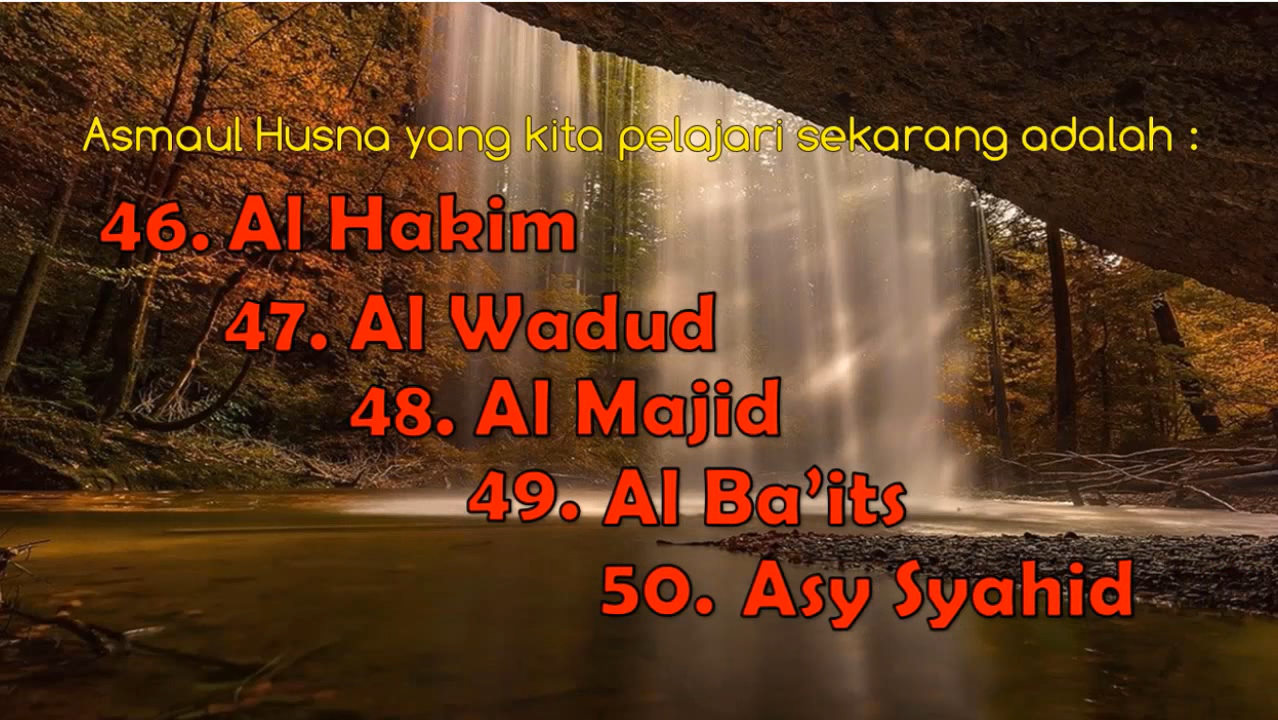 Asmaul Husna yang kita pelajari sekarang adalah :
46. Al Hakim
47. Al Wadud
48. Al Majid
49. Al Ba’its
50. Asy Syahid